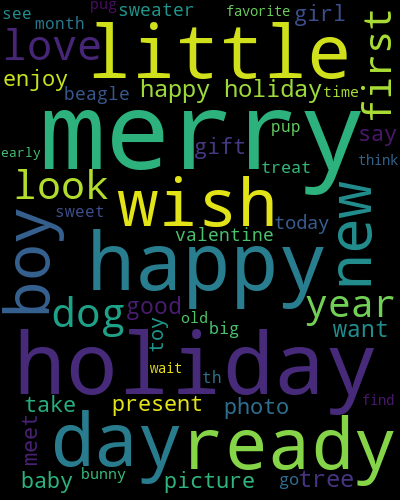 see month pug sweater favorite girl
love little first
enjoy beagle happy holiday time
merry
gift pup say
early treat think
look wish new
boy sweet today
valentine
happy
dog good year
old big want
toy
holiday
wait th
take present photo find
meet day ready
baby bunny picture go tree